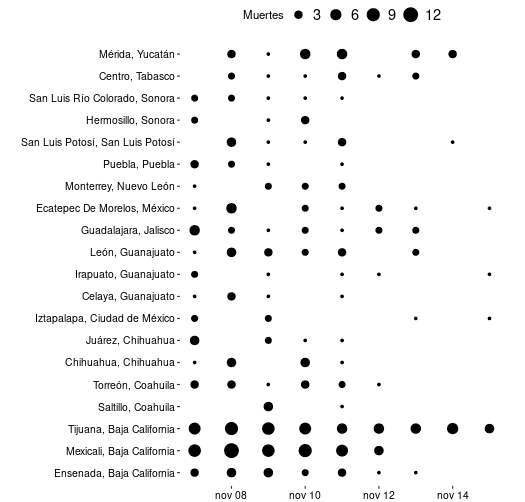 Muertes 3 6 9 12
Mérida, Yucatán
Centro, Tabasco
San Luis Río Colorado, Sonora
Hermosillo, Sonora
San Luis Potosí, San Luis Potosí
Puebla, Puebla
Monterrey, Nuevo León
Ecatepec De Morelos, México
Guadalajara, Jalisco
León, Guanajuato
Irapuato, Guanajuato
Celaya, Guanajuato
Iztapalapa, Ciudad de México
Juárez, Chihuahua
Chihuahua, Chihuahua
Torreón, Coahuila
Saltillo, Coahuila
Tijuana, Baja California
Mexicali, Baja California
Ensenada, Baja California
nov 08 nov 10 nov 12 nov 14